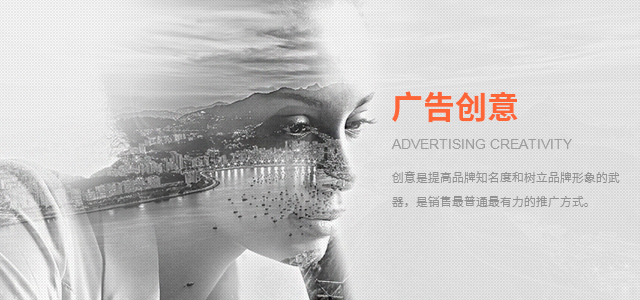 广告创意
ADVERTISING CREATIVITY
创意是提高品牌知名度和树立品牌形象的武
器，是销售最普通最有力的推广方式。